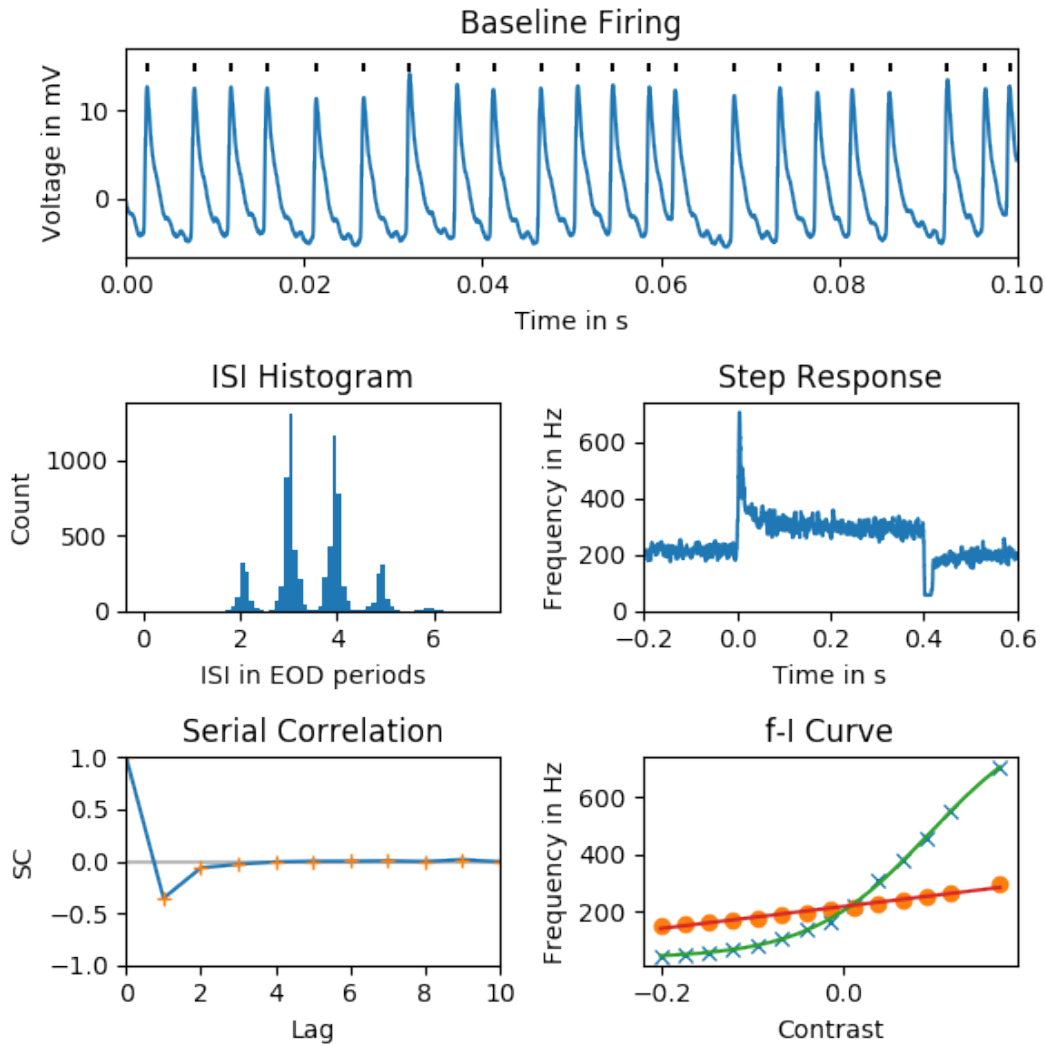 Baseline Firing
Voltage in mV
10
0
0.00 0.02 0.04 0.06 0.08 0.10
Time in s
ISI Histogram
Count
1000
500
0
0 2 4 6
ISI in EOD periods
Step Response
Frequency in Hz
600
400
200
0
−0.2 0.0 0.2 0.4 0.6
Time in s
Serial Correlation
SC
1.0
0.5
0.0
−0.5
−1.0
0 2 4 6 8 10
Lag
f-I Curve
Frequency in Hz
600
400
200
−0.2 0.0
Contrast